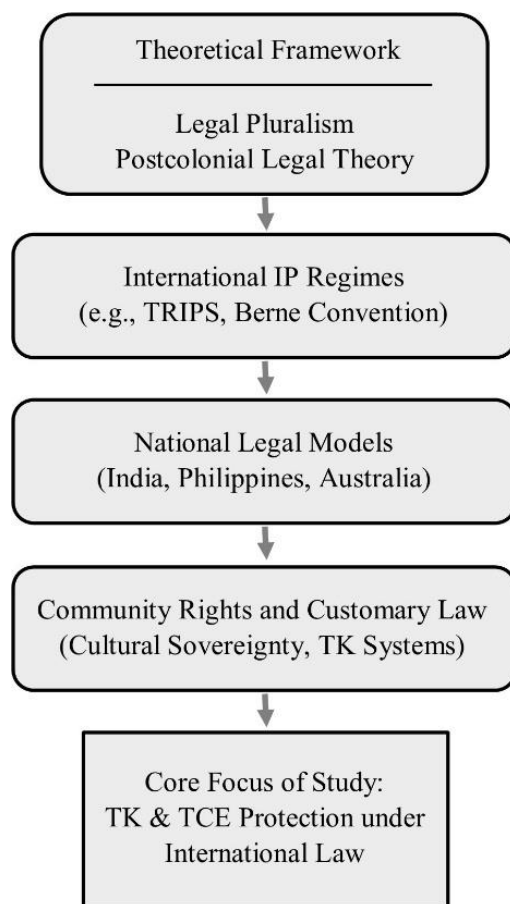 Theoretical Framework
Legal Pluralism
Postcolonial Legal Theory
International IP Regimes
(e.g., TRIPS, Berne Convention)
National Legal Models
(India, Philippines, Australia)
Community Rights and Customary Law
(Cultural Sovereignty, TK Systems)
Core Focus of Study:
TK & TCE Protection under
International Law